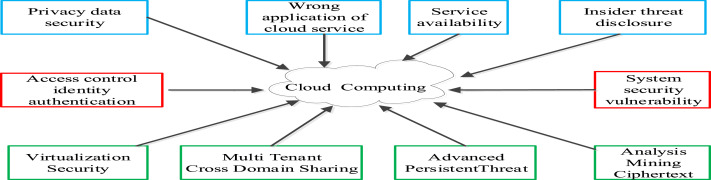 Privacy data
security
Wrong
application of
cloud service
Service
availability
Insider threat
disclosure
Access control
identity
authentication
Cloud Computing
System
security
vulnerability
Virtualization
Security
Multi Tenant
Cross Domain Sharing
Advanced
PersistentThreat
Analysis
Mining
Ciphertext